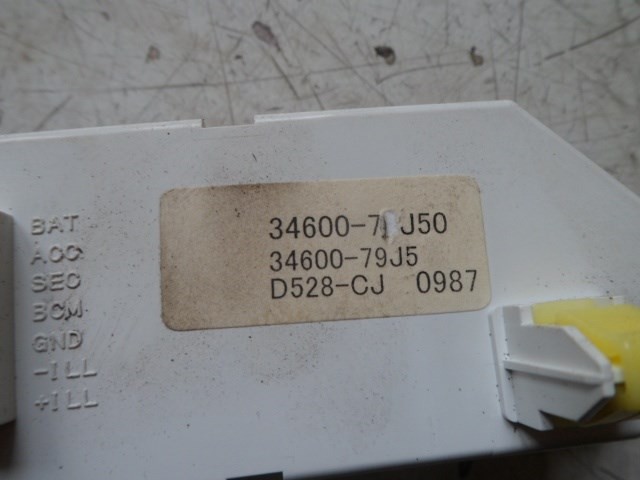 BAT
ACC
SEC
BCM
GND
-ILL
+ILL
34600-79J5
D528-CJ 0987